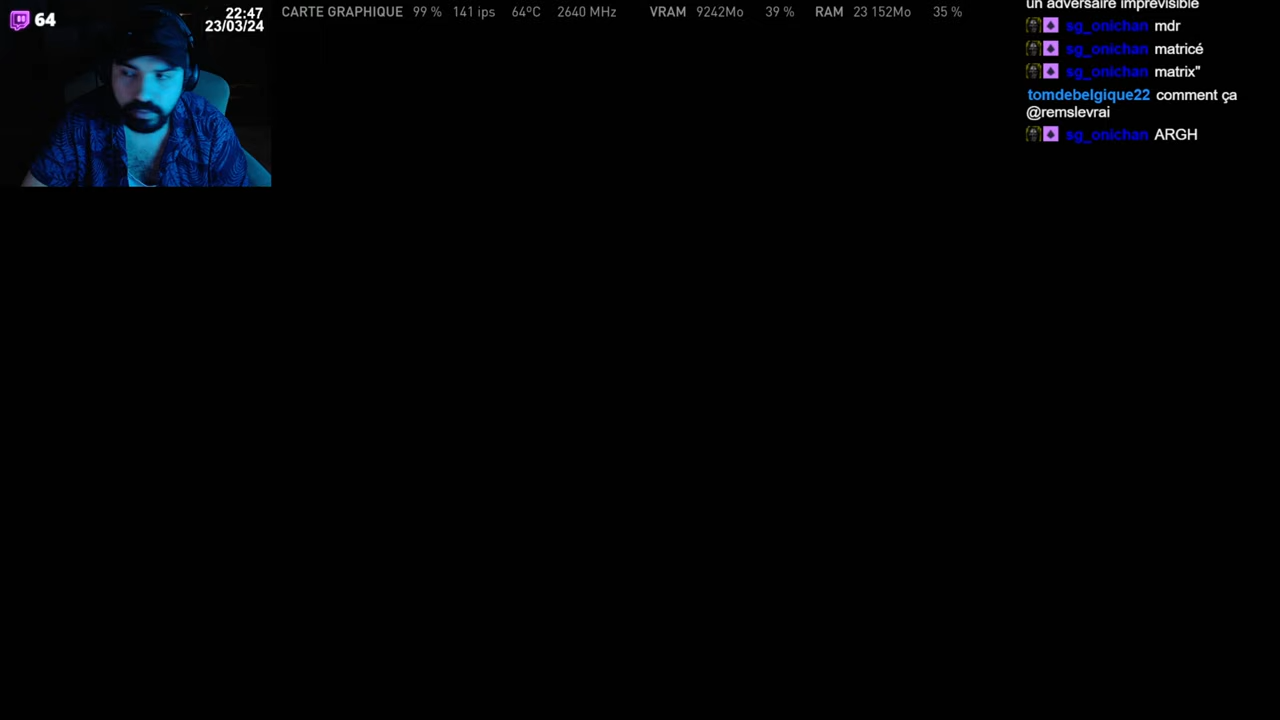 64
22:47
23/03/24
CARTE GRAPHIQUE 99 % 141 ips 64°C 2640 MHz VRAM 9242Mo 39 % RAM 23 152Mo 35 %
un adversaire imprévisible
sg_onichan mdr
sg_onichan matricé
sg_onichan matrix"
tomdebelgique22 comment ça
@remslevrai
sg_onichan ARGH